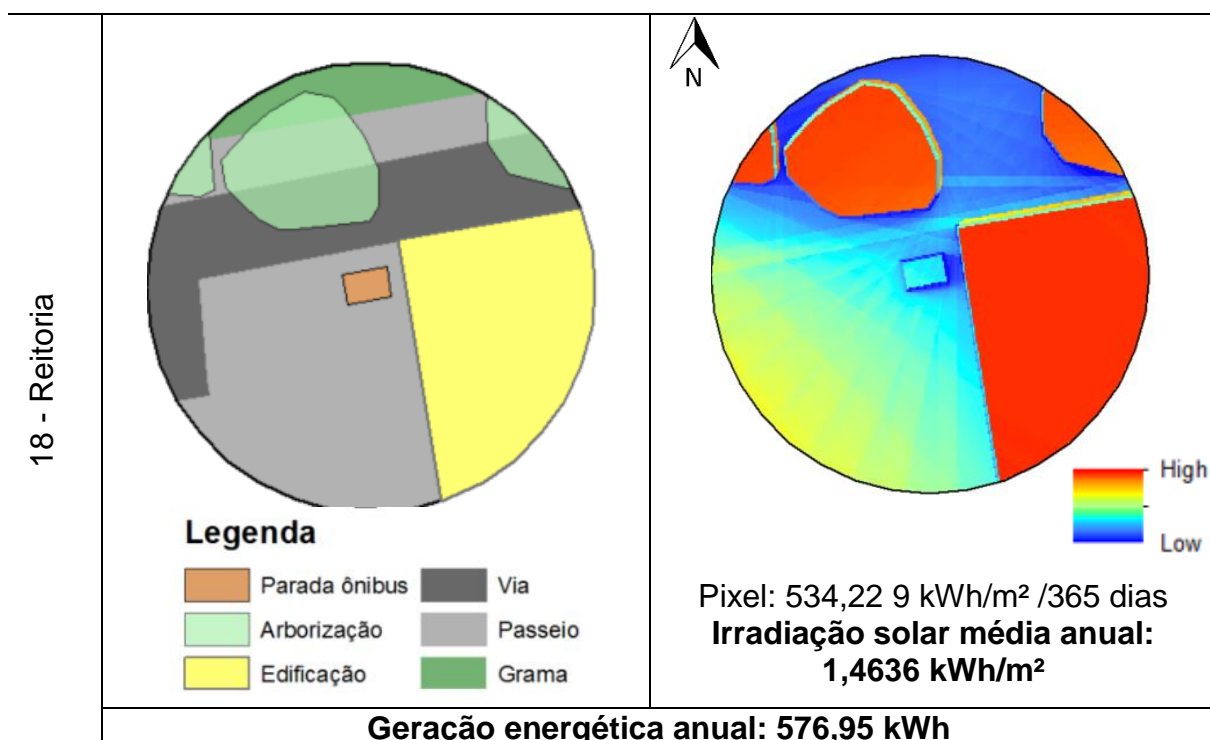 18 - Reitoria
Legenda
Parada ônibus
Via
Arborização
Passeio
Edificação
Grama
N
High
Low
Pixel: 534,22 9 kWh/m² /365 dias
Irradiação solar média anual:
1,4636 kWh/m²
Geração energética anual: 576,95 kWh